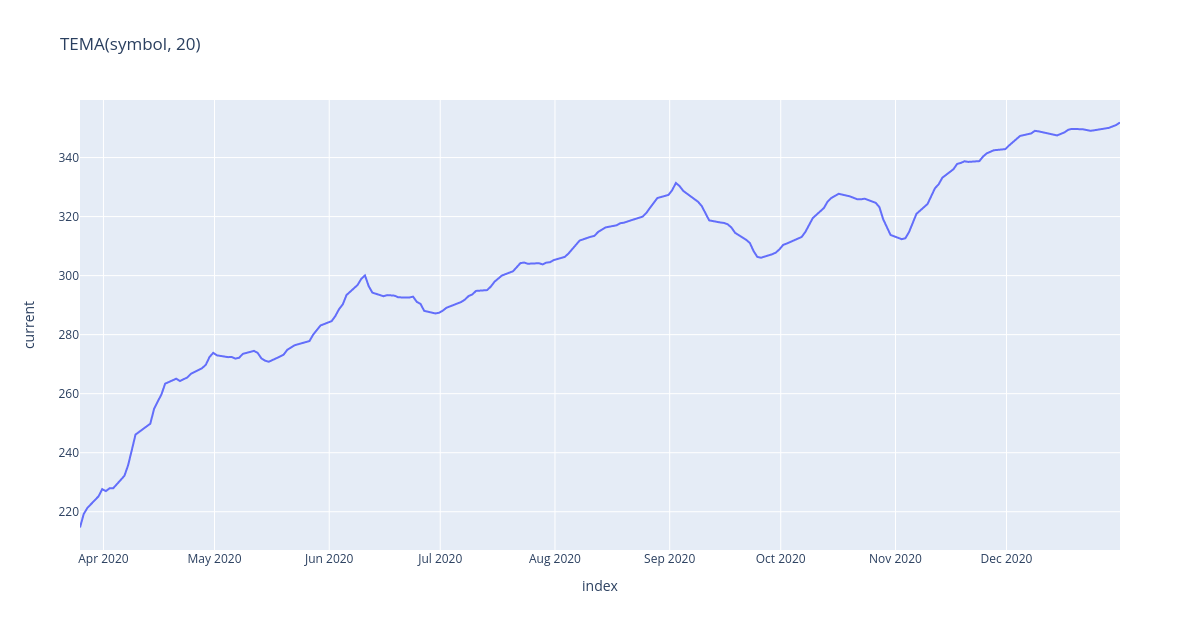 TEMA(symbol, 20)
current
340
320
300
280
260
240
220
Apr 2020
May 2020
Jun 2020
Jul 2020
Aug 2020
Sep 2020
Oct 2020
Nov 2020
Dec 2020
index